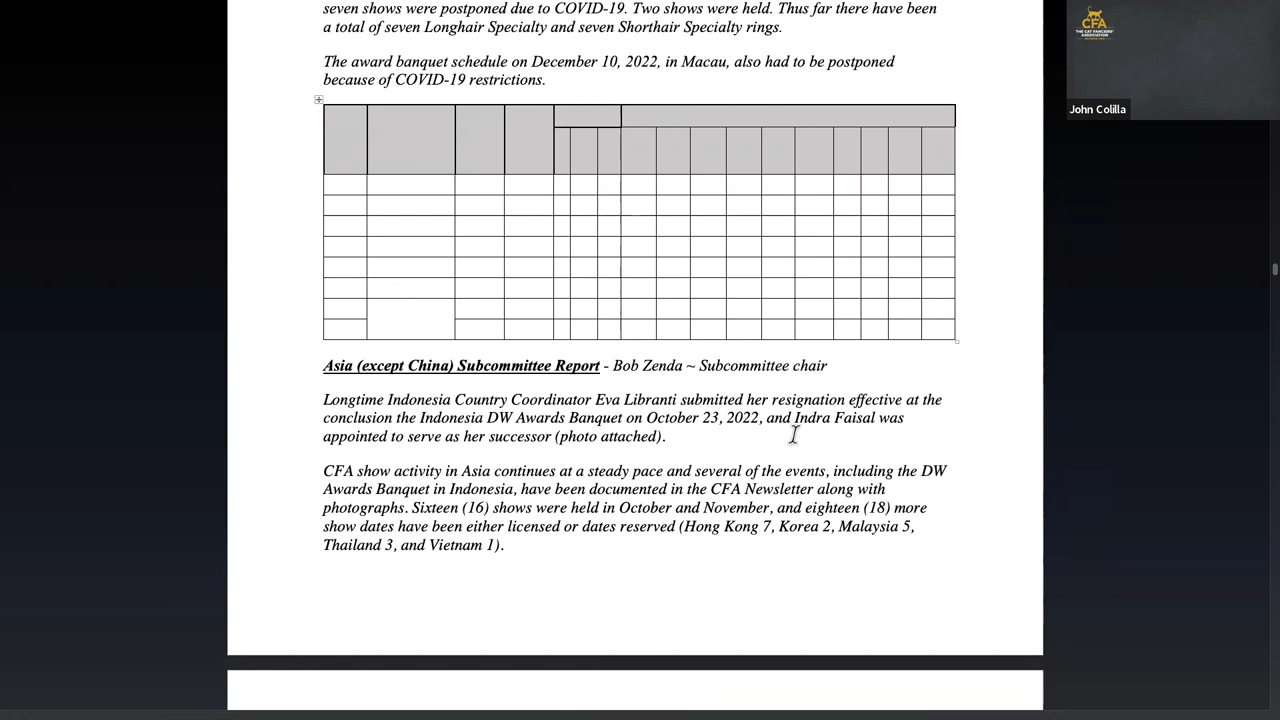 seven shows were postponed due to COVID-19. Two shows were held. Thus far there have been
a total of seven Longhair Specialty and seven Shorthair Specialty rings.
The award banquet schedule on December 10, 2022, in Macau, also had to be postponed
because of COVID-19 restrictions.
Asia (except China) Subcommittee Report - Bob Zenda ~ Subcommittee chair
Longtime Indonesia Country Coordinator Eva Libranti submitted her resignation effective at the
conclusion the Indonesia DW Awards Banquet on October 23, 2022, and Indra Faisal was
appointed to serve as her successor (photo attached).
CFA show activity in Asia continues at a steady pace and several of the events, including the DW
Awards Banquet in Indonesia, have been documented in the CFA Newsletter along with
photographs. Sixteen (16) shows were held in October and November, and eighteen (18) more
show dates have been either licensed or dates reserved (Hong Kong 7, Korea 2, Malaysia 5,
Thailand 3, and Vietnam 1).
CFA
THE CAT FANCIERS'
ASSOCIATION
John Colilla